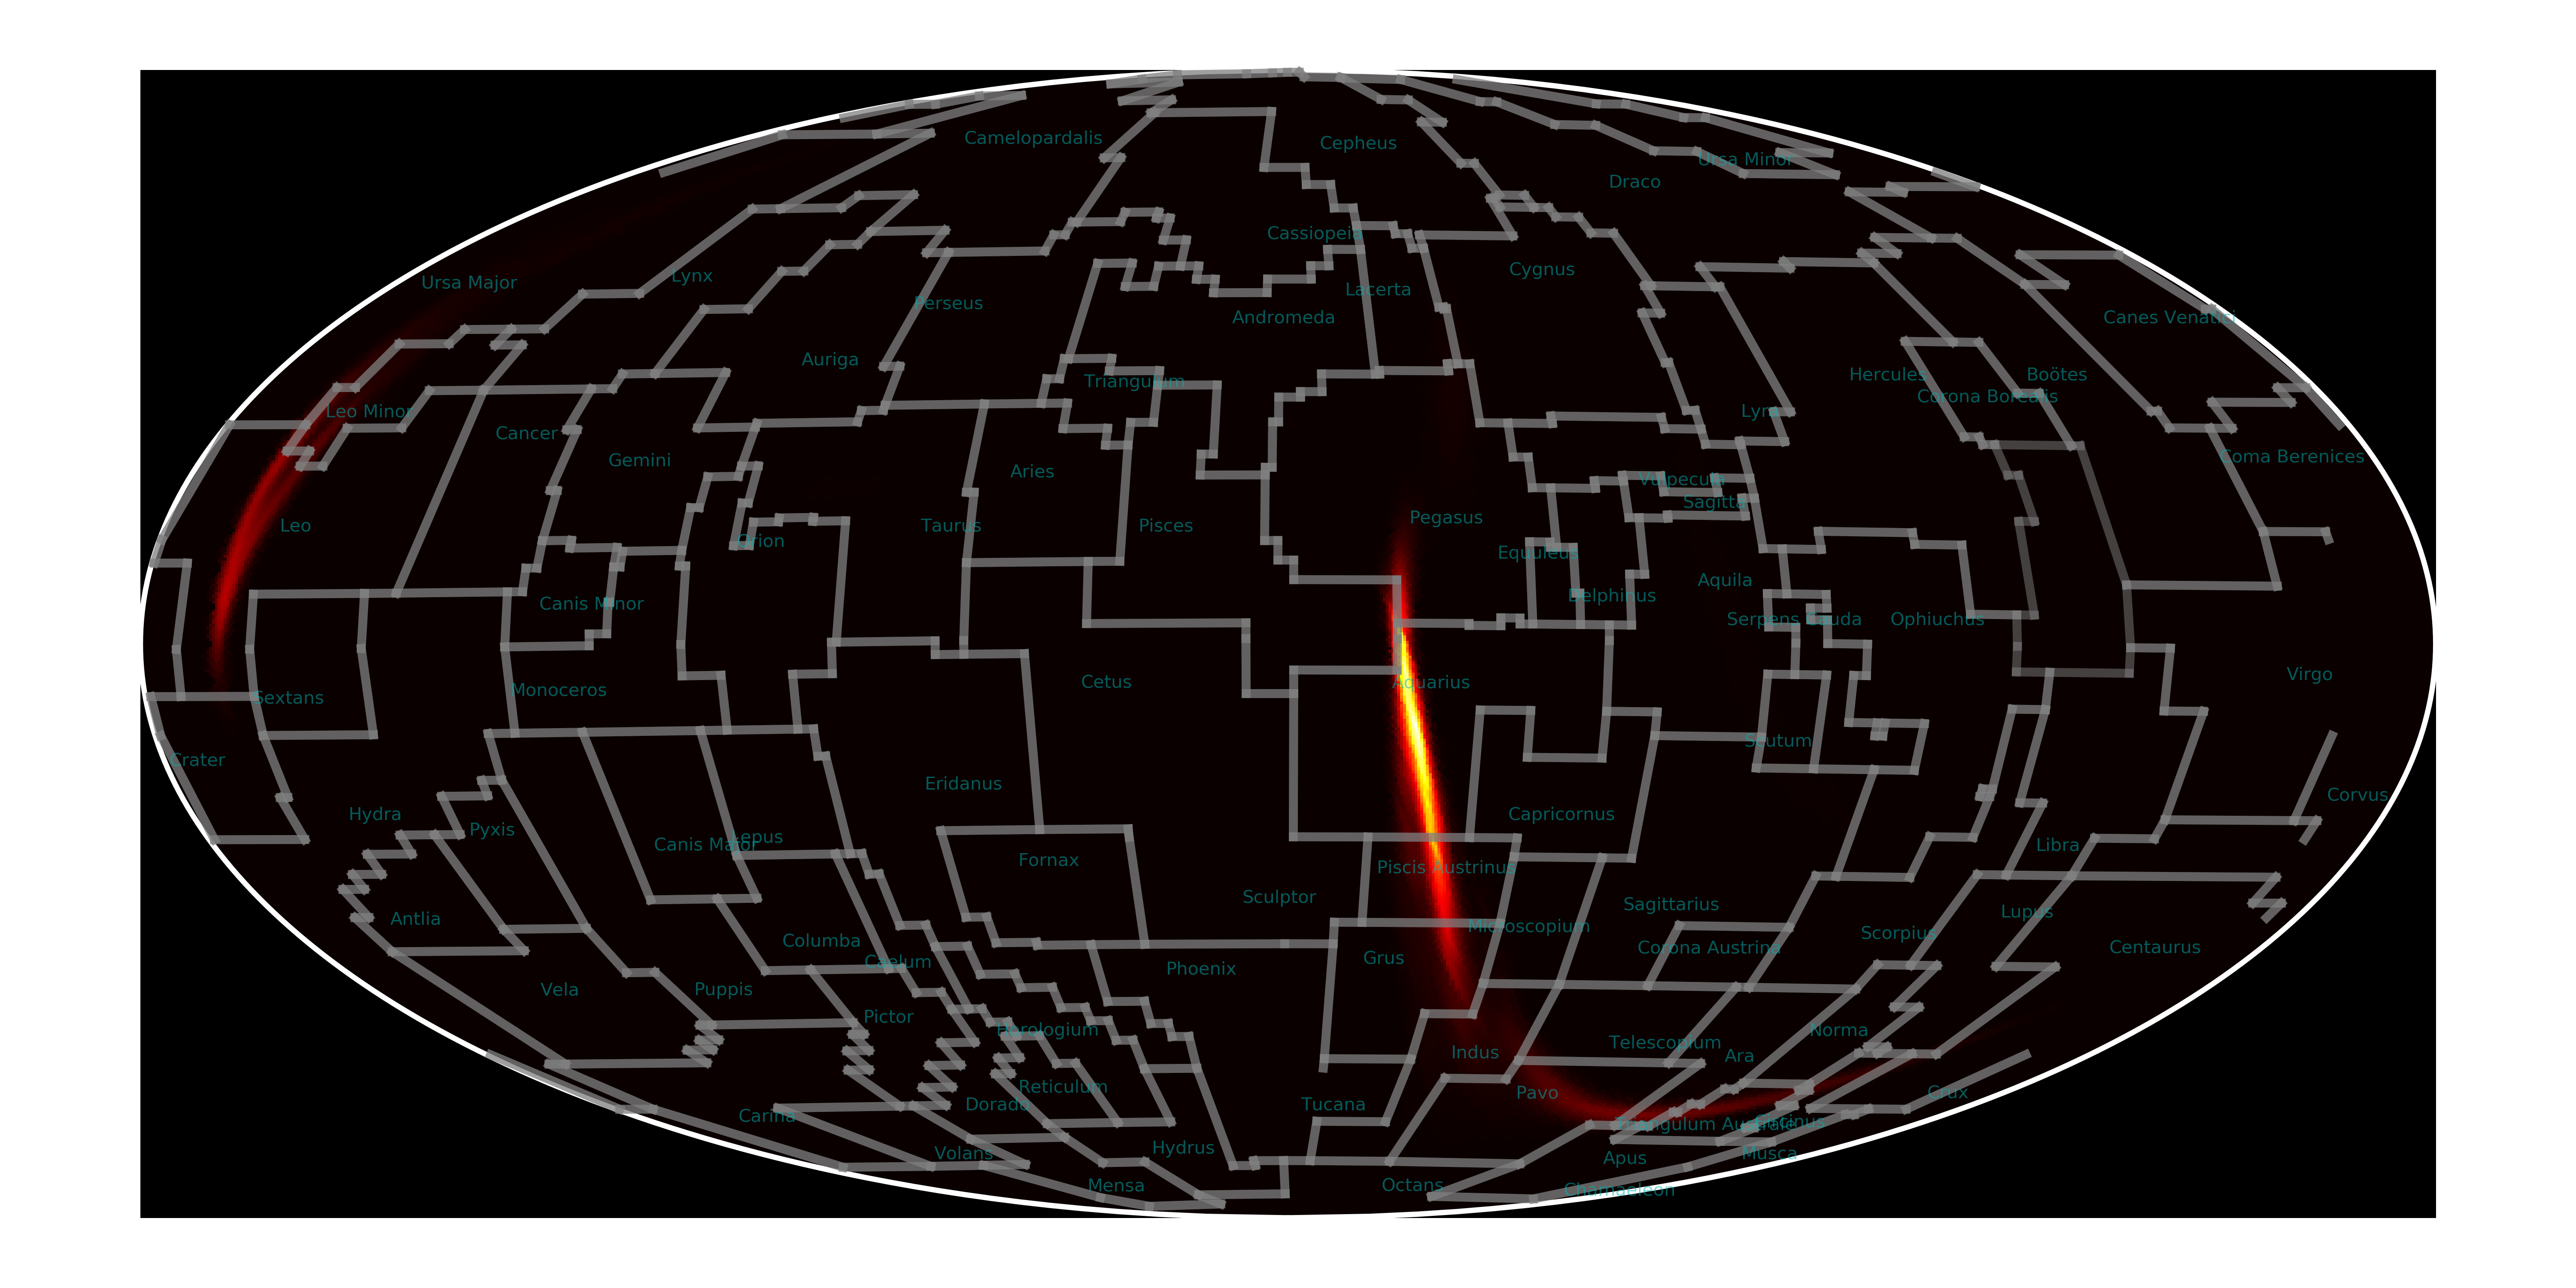 Camelopardalis
Cepheus
Ursa Minor
Draco
Cassiopeia
Cygnus
Lynx
Ursa Major
Lacerta
Perseus
Andromeda
Canes Venatici
Auriga
Hercules
Boötes
Triangulum
Corona Borealis
Leo Minor
Lyra
Cancer
Coma Berenices
Gemini
Aries
Vulpecula
Sagitta
Pegasus
Leo
Taurus
Pisces
Orion
Equuleus
Aquila
Delphinus
Canis Minor
Serpens Cauda
Ophiuchus
Virgo
Cetus
Aquarius
Monoceros
Sextans
Scutum
Crater
Eridanus
Corvus
Hydra
Capricornus
Pyxis
Lepus
Canis Major
Libra
Fornax
Piscis Austrinus
Sculptor
Sagittarius
Lupus
Antlia
Microscopium
Scorpius
Columba
Corona Austrina
Centaurus
Grus
Caelum
Phoenix
Vela
Puppis
Pictor
Horologium
Norma
Telescopium
Indus
Ara
Reticulum
Pavo
Crux
Dorado
Tucana
Carina
Circinus
Triangulum Australe
Hydrus
Volans
Musca
Apus
Mensa
Octans
Chamaeleon